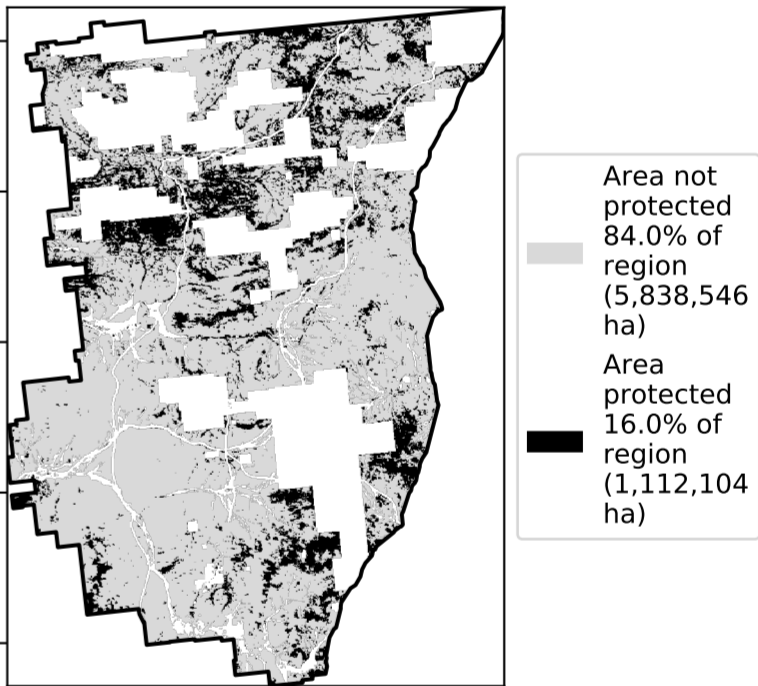 Area not
protected
84.0% of
region
(5,838,546
ha)
Area
protected
16.0% of
region
(1,112,104
ha)